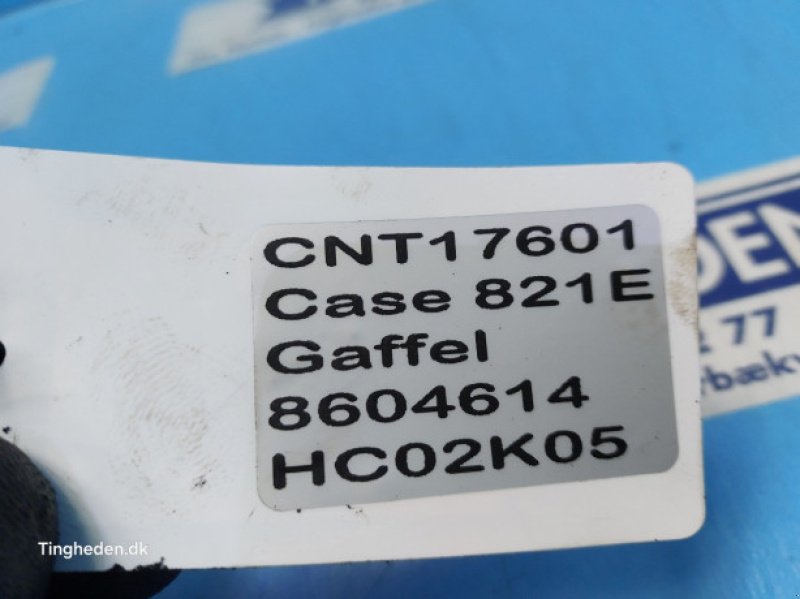 CNT17601
Case 821E
Gaffel
8604614
HC02K05
DEN
77
Tingheden.dk